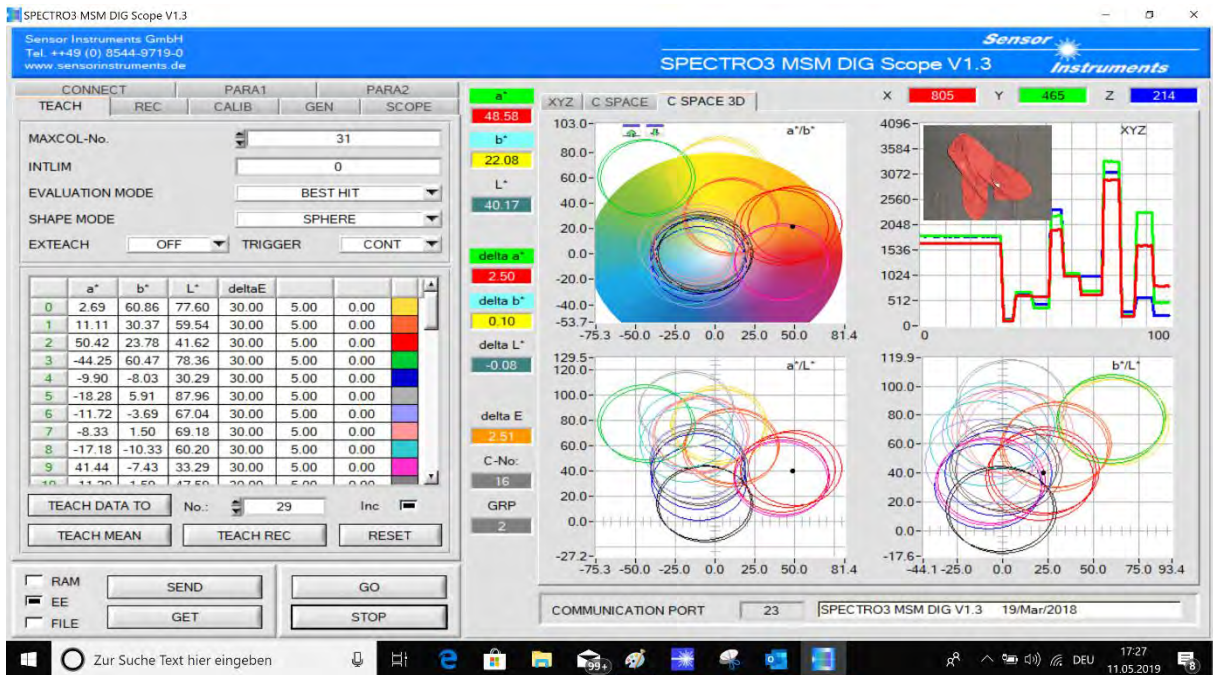 SPECTRO3 MSM DIG Scope V1.3
Sensor Instruments GmbH
Tel. ++49 (0) 8544-9719-0
www.sensorinstruments.de
Sensor
Instruments
SPECTRO3 MSM DIG Scope V1.3
CONNECT PARA1 PARA2
TEACH REC CALIB GEN SCOPE
MAXCOL-No. 31
INTLIM 0
EVALUATION MODE BEST HIT
SHAPE MODE SPHERE
EXTEACH OFF TRIGGER CONT
a* b* L* deltaE
0 2.69 60.86 77.60 30.00 5.00 0.00
1 11.11 30.37 59.54 30.00 5.00 0.00
2 50.42 23.78 41.62 30.00 5.00 0.00
3 -44.25 60.47 78.36 30.00 5.00 0.00
4 -9.90 -8.03 30.29 30.00 5.00 0.00
5 -18.28 5.91 87.96 30.00 5.00 0.00
6 -11.72 -3.69 67.04 30.00 5.00 0.00
7 -8.33 1.50 69.18 30.00 5.00 0.00
8 -17.18 -10.33 60.20 30.00 5.00 0.00
9 41.44 -7.43 33.29 30.00 5.00 0.00
TEACH DATA TO No.: 29 Inc
TEACH MEAN TEACH REC RESET
RAM
EE
FILE
SEND GO
GET STOP
a*
48.58
b*
22.08
L*
40.17
delta a*
2.50
delta b*
0.10
delta L*
-0.08
delta E
2.51
C-No:
16
GRP
2
XYZ C SPACE C SPACE 3D
X 805 Y 465 Z 214
a*/b*
103.0
80.0
60.0
40.0
20.0
0.0
-20.0
-40.0
-53.7
-75.3 -50.0 -25.0 0.0 25.3 50.0 81.4
XYZ
4096
3584
3072
2560
2048
1536
1024
512
0
0 100
a*/L*
129.5
120.0
100.0
80.0
60.0
40.0
20.0
0.0
-27.2
-75.3 -50.0 -25.0 0.0 25.3 50.0 81.4
b*/L*
119.9
100.0
80.0
60.0
40.0
20.0
0.0
-17.6
-44.1 -25.0 0.0 25.0 50.0 75.0 93.4
COMMUNICATION PORT 23 SPECTRO3 MSM DIG V1.3 19/Mar/2018
Zur Suche Text hier eingeben
99+
DEU
17:27
11.05.2019
8